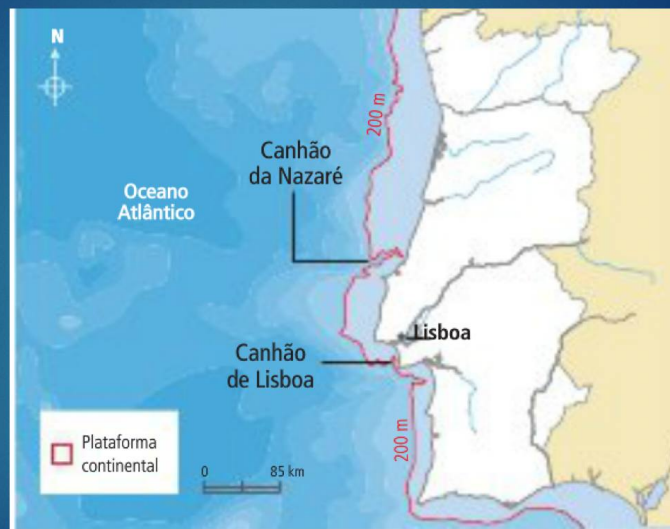 N
200 m
Canhão
da Nazaré
Oceano
Atlântico
Lisboa
Canhão
de Lisboa
200 m
Plataforma
continental
0 85 km